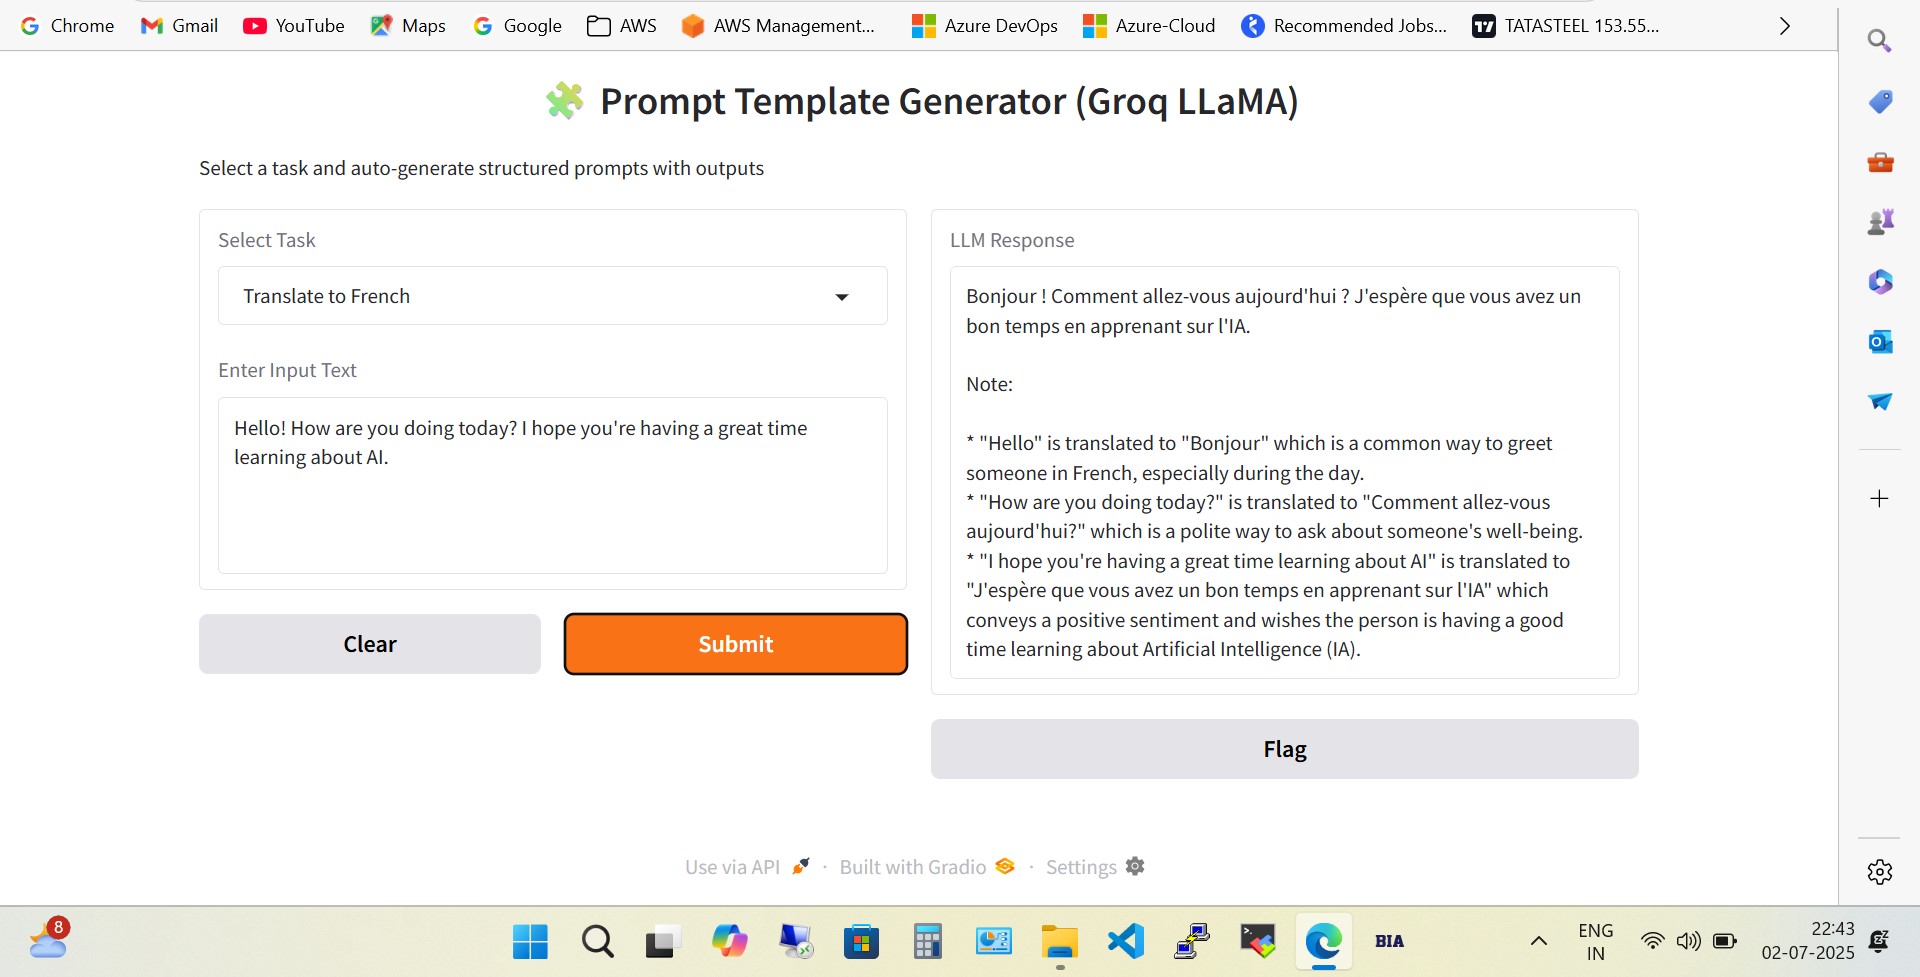 Chrome
Gmail
YouTube
Maps
Google
AWS
AWS Management...
Azure DevOps
Azure-Cloud
Recommended Jobs...
TATASTEEL 153.55...
Prompt Template Generator (Groq LLaMA)
Select a task and auto-generate structured prompts with outputs
Select Task
Translate to French
Enter Input Text
Hello! How are you doing today? I hope you're having a great time
learning about AI.
Clear
Submit
LLM Response
Bonjour ! Comment allez-vous aujourd'hui ? J'espère que vous avez un
bon temps en apprenant sur l'IA.
Note:
* "Hello" is translated to "Bonjour" which is a common way to greet
someone in French, especially during the day.
* "How are you doing today?" is translated to "Comment allez-vous
aujourd'hui?" which is a polite way to ask about someone's well-being.
* "I hope you're having a great time learning about AI" is translated to
"J'espère que vous avez un bon temps en apprenant sur l'IA" which
conveys a positive sentiment and wishes the person is having a good
time learning about Artificial Intelligence (IA).
Flag
Use via API · Built with Gradio · Settings
8
BIA
ENG
IN
22:43
02-07-2025